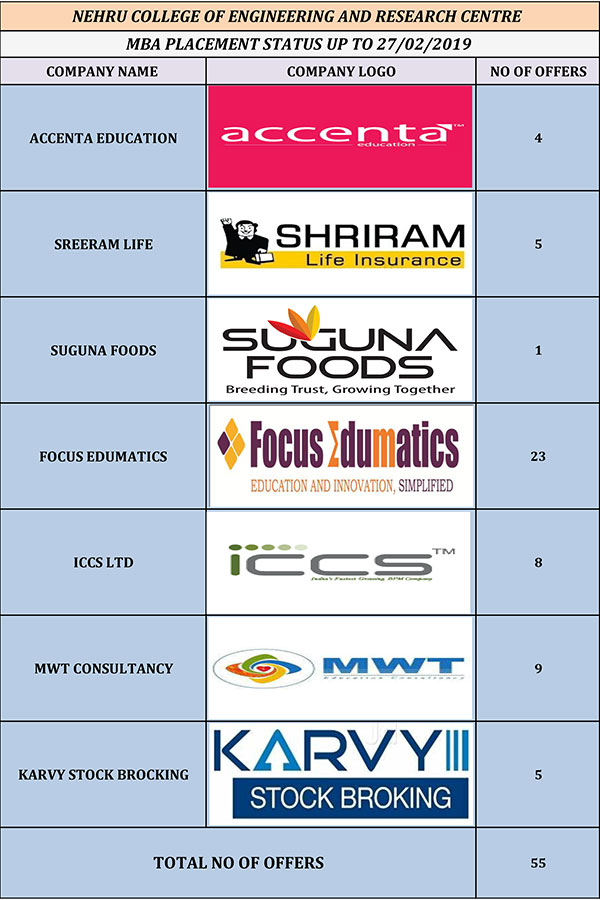 NEHRU COLLEGE OF ENGINEERING AND RESEARCH CENTRE
MBA PLACEMENT STATUS UP TO 27/02/2019
COMPANY NAME COMPANY LOGO NO OF OFFERS
ACCENTA EDUCATION accenta™ 4
education
SREERAM LIFE SHRIRAM 5
Life Insurance
SUGUNA FOODS SUGUNA 1
FOODS
Breeding Trust, Growing Together
FOCUS EDUMATICS Focus Σdumatics 23
EDUCATION AND INNOVATION, SIMPLIFIED
ICCS LTD iCCS™ 8
India's Fastest Growing BPM Company
MWT CONSULTANCY MWT 9
Education Consultancy
KARVY STOCK BROCKING KARVY 5
STOCK BROKING
TOTAL NO OF OFFERS 55